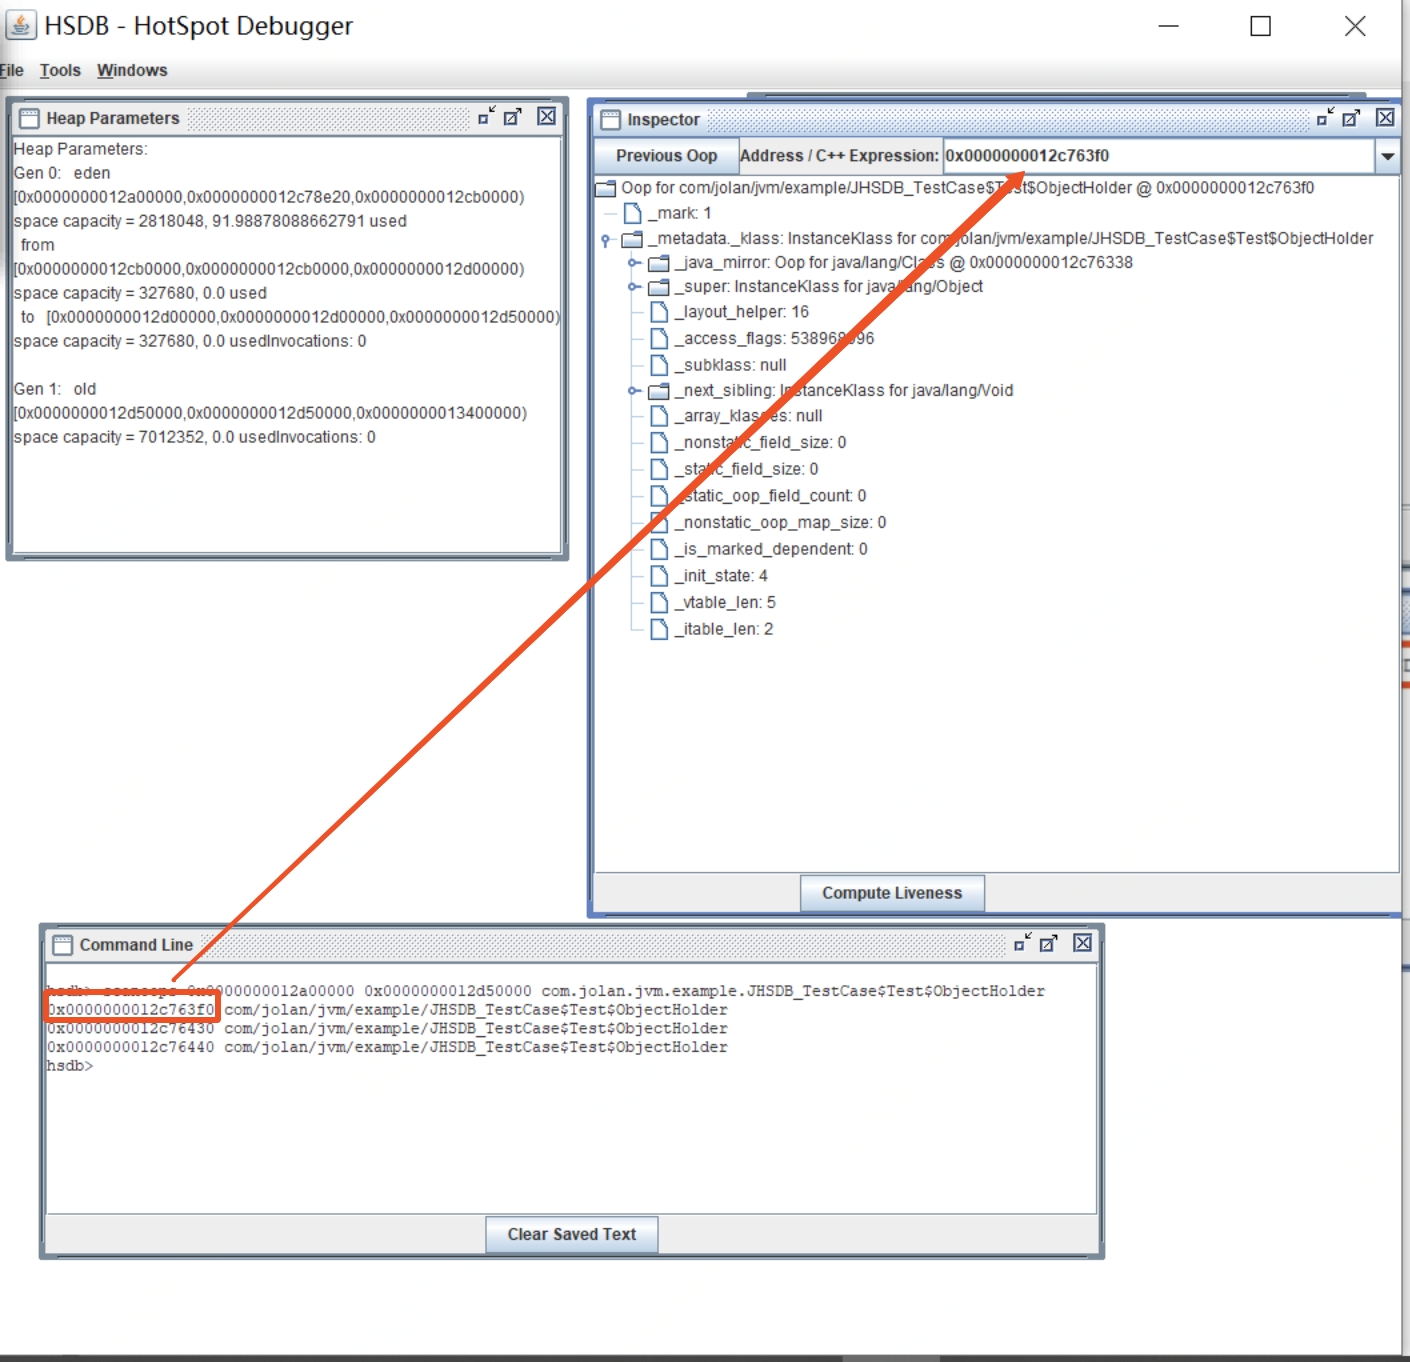 HSDB - HotSpot Debugger
File Tools Windows
Heap Parameters
Heap Parameters:
Gen 0: eden
[0x0000000012a00000,0x0000000012c78e20,0x0000000012cb0000)
space capacity = 2818048, 91.98878088662791 used
from
[0x0000000012cb0000,0x0000000012cb0000,0x0000000012d00000)
space capacity = 327680, 0.0 used
to [0x0000000012d00000,0x0000000012d00000,0x0000000012d50000)
space capacity = 327680, 0.0 usedInvocations: 0
Gen 1: old
[0x0000000012d50000,0x0000000012d50000,0x0000000013400000)
space capacity = 7012352, 0.0 usedInvocations: 0
Inspector
Previous Oop Address / C++ Expression: 0x0000000012c763f0
Oop for com/jolan/jvm/example/JHSDB_TestCase$Test$ObjectHolder @ 0x0000000012c763f0
_mark: 1
_metadata._klass: InstanceKlass for com/jolan/jvm/example/JHSDB_TestCase$Test$ObjectHolder
_java_mirror: Oop for java/lang/Class @ 0x0000000012c76338
_super: InstanceKlass for java/lang/Object
_layout_helper: 16
_access_flags: 538968096
_subklass: null
_next_sibling: InstanceKlass for java/lang/Void
_array_klasses: null
_nonstatic_field_size: 0
_static_field_size: 0
_static_oop_field_count: 0
_nonstatic_oop_map_size: 0
_is_marked_dependent: 0
_init_state: 4
_vtable_len: 5
_itable_len: 2
Compute Liveness
Command Line
hsdb> scanoops 0x0000000012a00000 0x0000000012d50000 com.jolan.jvm.example.JHSDB_TestCase$Test$ObjectHolder
0x0000000012c763f0 com/jolan/jvm/example/JHSDB_TestCase$Test$ObjectHolder
0x0000000012c76430 com/jolan/jvm/example/JHSDB_TestCase$Test$ObjectHolder
0x0000000012c76440 com/jolan/jvm/example/JHSDB_TestCase$Test$ObjectHolder
hsdb>
Clear Saved Text